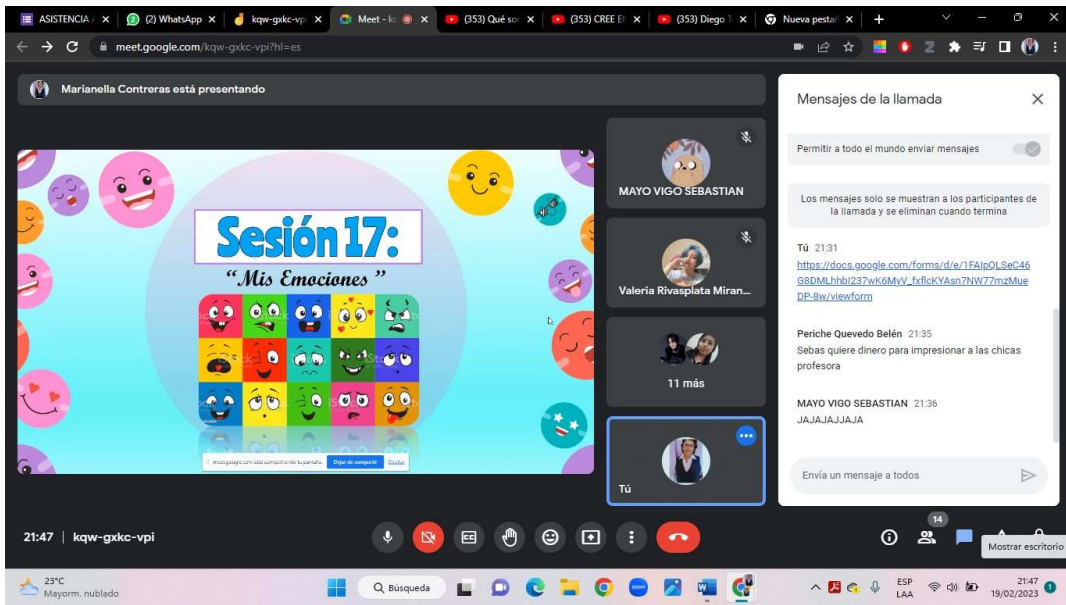 ASISTENCIA
(2) WhatsApp
kqw-gxkc-vp
Meet - k
(353) Qué sor
(353) CREE E
(353) Diego T
Nueva pestañ
meet.google.com/kqw-gxkc-vpi?hl=es
Marianella Contreras está presentando
Sesión 17:
“Mis Emociones”
Dejar de compartir
Ocultar
MAYO VIGO SEBASTIAN
Valeria Rivasplata Miran...
11 más
Tú
Mensajes de la llamada
Permitir a todo el mundo enviar mensajes
Los mensajes solo se muestran a los participantes de
la llamada y se eliminan cuando termina
Tú 21:31
https://docs.google.com/forms/d/e/1FAIpQLSeC46
G8DMLhhbI237wK6MyV_fxflcKYAsn7NW77mzMue
DP-8w/viewform
Periche Quevedo Belén 21:35
Sebas quiere dinero para impresionar a las chicas
profesora
MAYO VIGO SEBASTIAN 21:36
JAJAJAJJAJA
Envía un mensaje a todos
21:47 | kqw-gxkc-vpi
14
Mostrar escritorio
23°C
Mayorm. nublado
Búsqueda
ESP
LAA
21:47
19/02/2023